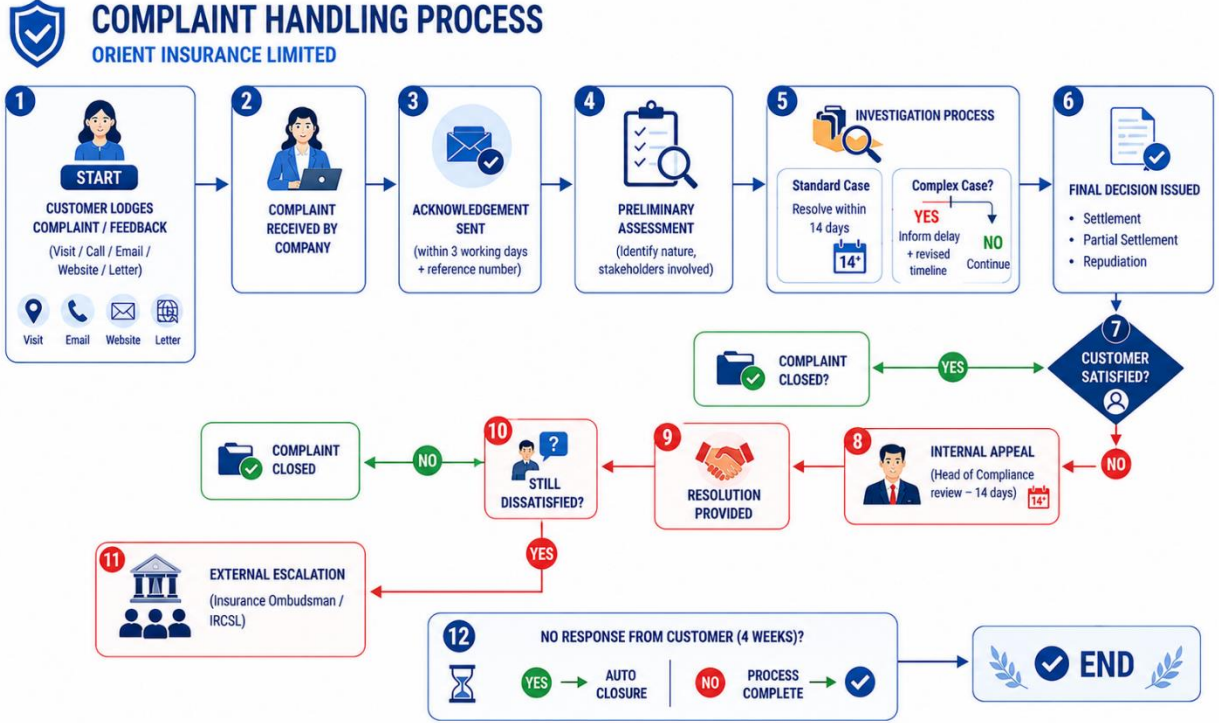 COMPLAINT HANDLING PROCESS
ORIENT INSURANCE LIMITED
1
START
CUSTOMER LODGES
COMPLAINT / FEEDBACK
(Visit / Call / Email /
Website / Letter)
Visit
Email
Website
Letter
2
COMPLAINT
RECEIVED BY
COMPANY
3
ACKNOWLEDGEMENT
SENT
(within 3 working days
+ reference number)
4
PRELIMINARY
ASSESSMENT
(Identify nature,
stakeholders involved)
5
INVESTIGATION PROCESS
Standard Case
Resolve within
14 days
14+
Complex Case?
YES
Inform delay
+ revised
timeline
NO
Continue
6
FINAL DECISION ISSUED
• Settlement
• Partial Settlement
• Repudiation
7
CUSTOMER
SATISFIED?
YES
COMPLAINT
CLOSED?
NO
8
INTERNAL APPEAL
(Head of Compliance
review – 14 days)
14+
9
RESOLUTION
PROVIDED
10
?
STILL
DISSATISFIED?
NO
COMPLAINT
CLOSED
YES
11
EXTERNAL ESCALATION
(Insurance Ombudsman /
IRCSL)
12
NO RESPONSE FROM CUSTOMER (4 WEEKS)?
YES
AUTO
CLOSURE
NO
PROCESS
COMPLETE
END